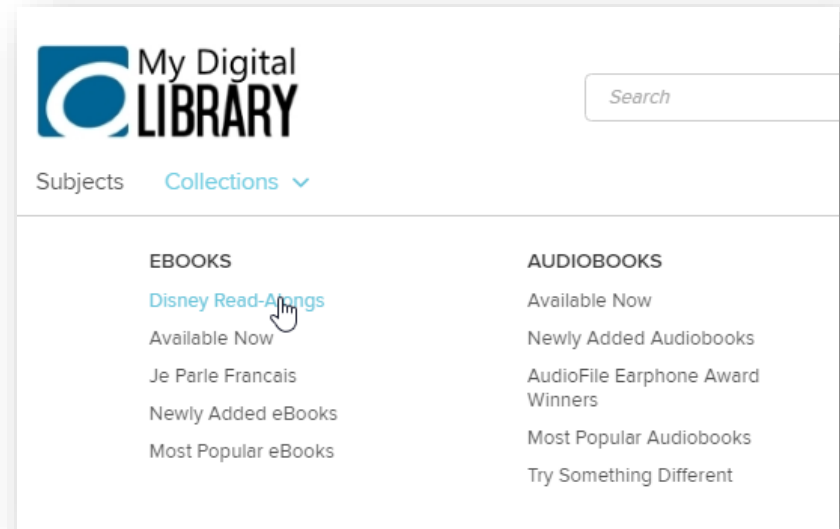 My Digital
LIBRARY
Search
Subjects
Collections
EBOOKS
Disney Read-Alongs
Available Now
Je Parle Francais
Newly Added eBooks
Most Popular eBooks
AUDIOBOOKS
Available Now
Newly Added Audiobooks
AudioFile Earphone Award
Winners
Most Popular Audiobooks
Try Something Different